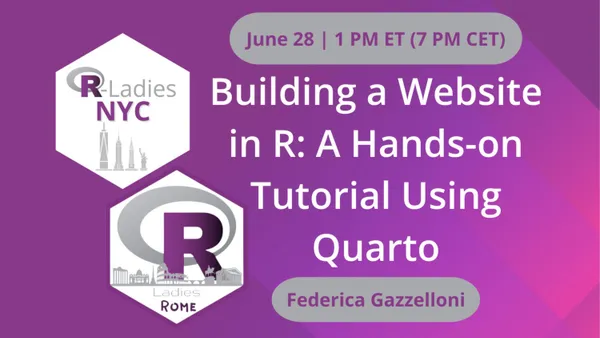 June 28 | 1 PM ET (7 PM CET)
R-Ladies
NYC
Building a Website
in R: A Hands-on
Tutorial Using
Quarto
R
Ladies
ROME
Federica Gazzelloni